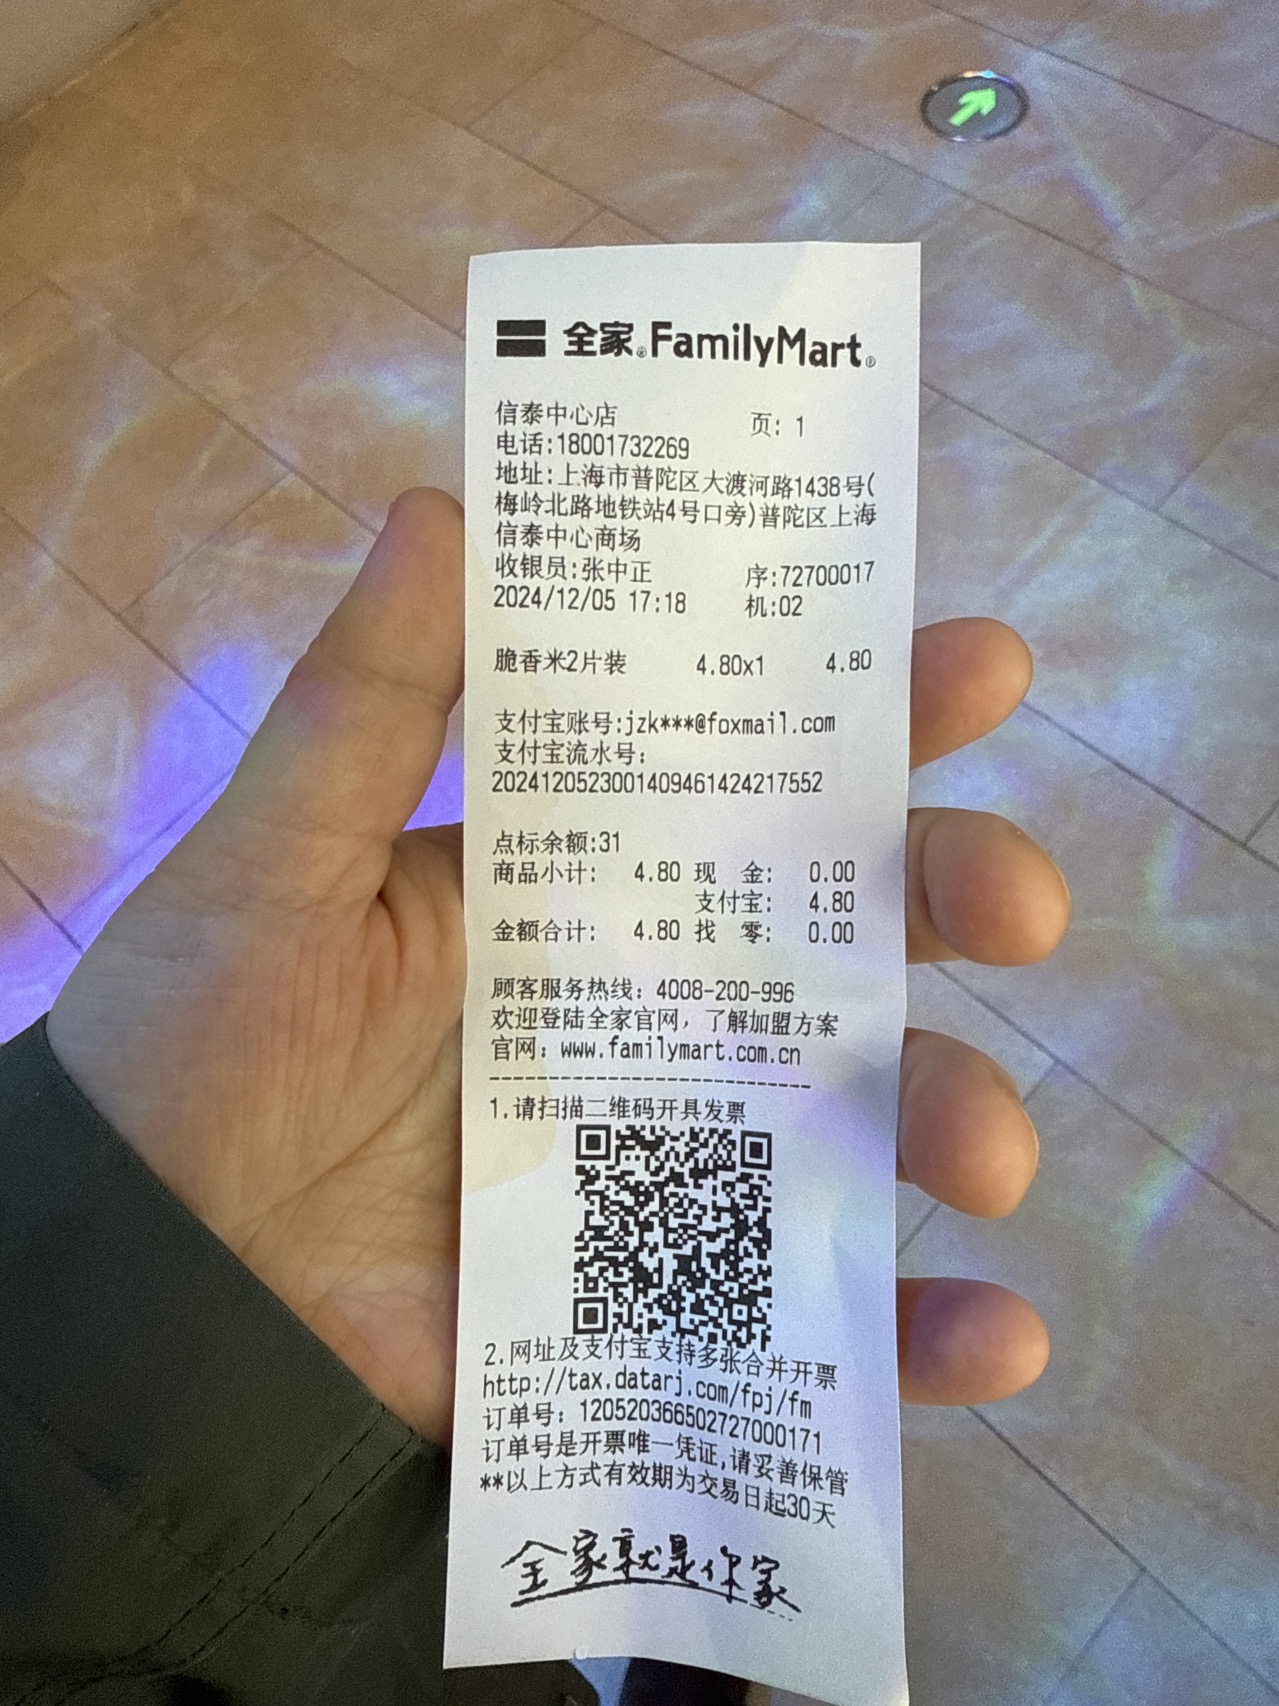 全家®FamilyMart®
信泰中心店 页: 1
电话:18001732269
地址:上海市普陀区大渡河路1438号(
梅岭北路地铁站4号口旁)普陀区上海
信泰中心商场
收银员:张中正 序:72700017
2024/12/05 17:18 机:02
脆香米2片装 4.80x1 4.80
支付宝账号:jzk***@foxmail.com
支付宝流水号:
2024120523001409461424217552
点标余额:31
商品小计: 4.80 现 金: 0.00
支付宝: 4.80
金额合计: 4.80 找 零: 0.00
顾客服务热线: 4008-200-996
欢迎登陆全家官网, 了解加盟方案
官网: www.familymart.com.cn
------------------------------
1.请扫描二维码开具发票
2.网址及支付宝支持多张合并开票
http://tax.datarj.com/fpj/fm
订单号: 120520366502727000171
订单号是开票唯一凭证,请妥善保管
**以上方式有效期为交易日起30天
全家就是你家